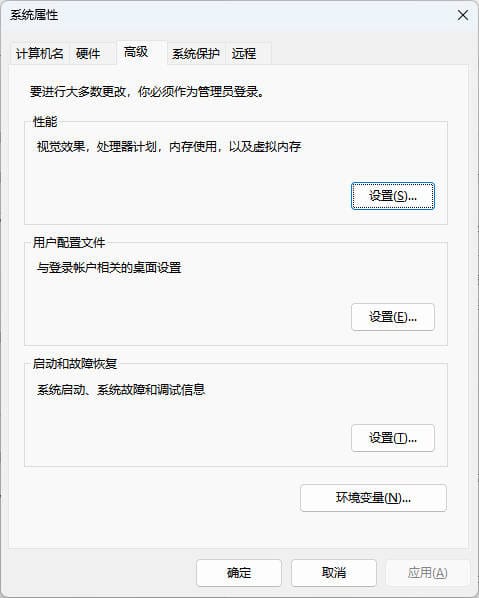 系统属性
计算机名 硬件 高级 系统保护 远程
要进行大多数更改，你必须作为管理员登录。
性能
视觉效果，处理器计划，内存使用，以及虚拟内存
设置(S)...
用户配置文件
与登录帐户相关的桌面设置
设置(E)...
启动和故障恢复
系统启动、系统故障和调试信息
设置(T)...
环境变量(N)...
确定 取消 应用(A)